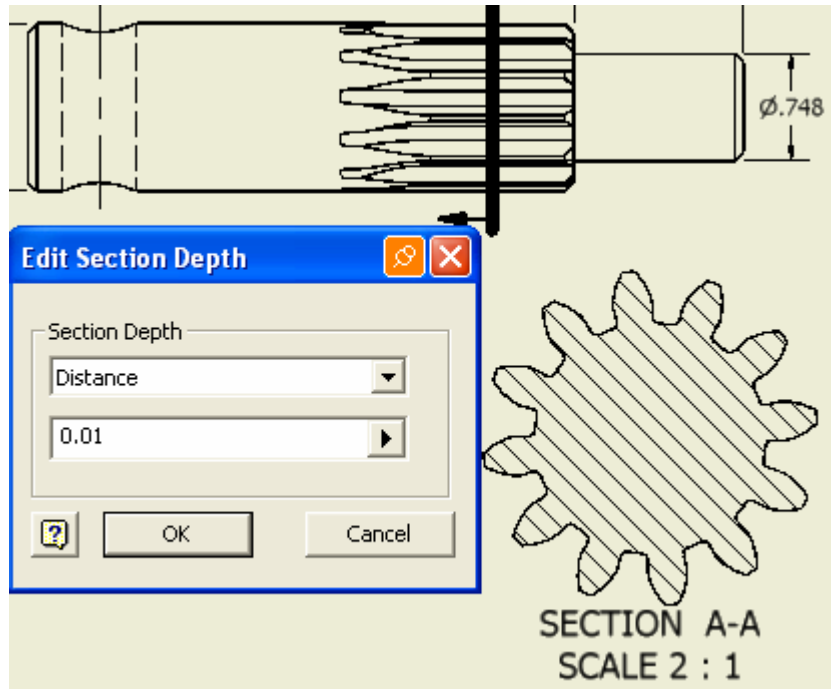 Ø.748
Edit Section Depth
Section Depth
Distance
0.01
?
OK
Cancel
SECTION A-A
SCALE 2 : 1